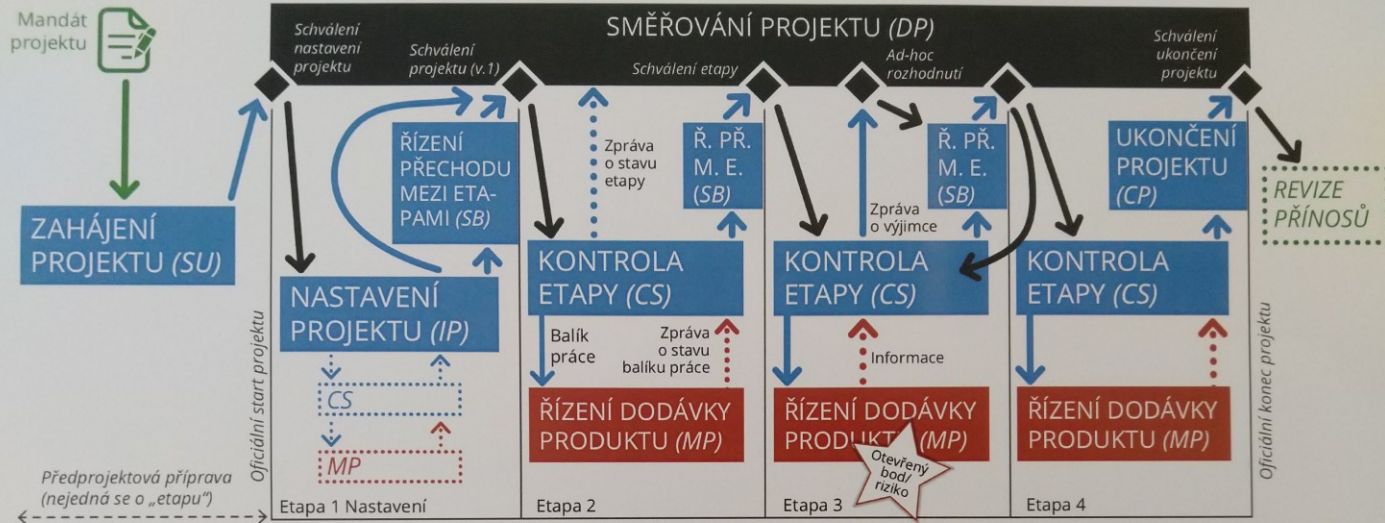 Mandát
projektu
SMĚŘOVÁNÍ PROJEKTU (DP)
Schválení
nastavení
projektu
Schválení
projektu (v.1)
Schválení etapy
Ad-hoc
rozhodnutí
Schválení
ukončení
projektu
ZAHÁJENÍ
PROJEKTU (SU)
Oficiální start projektu
Předprojektová příprava
(nejedná se o „etapu")
ŘÍZENÍ
PŘECHODU
MEZI ETA-
PAMI (SB)
NASTAVENÍ
PROJEKTU (IP)
CS
MP
Etapa 1 Nastavení
Zpráva
o stavu
etapy
Ř. PŘ.
M. E.
(SB)
KONTROLA
ETAPY (CS)
Balík
práce
Zpráva
o stavu
balíku práce
ŘÍZENÍ DODÁVKY
PRODUKTU (MP)
Etapa 2
Zpráva
o výjimce
Ř. PŘ.
M. E.
(SB)
KONTROLA
ETAPY (CS)
Informace
ŘÍZENÍ DODÁVKY
PRODUKTU (MP)
Otevřený
bod/
riziko
Etapa 3
UKONČENÍ
PROJEKTU
(CP)
KONTROLA
ETAPY (CS)
ŘÍZENÍ DODÁVKY
PRODUKTU (MP)
Etapa 4
Oficiální konec projektu
REVIZE
PŘÍNOSŮ